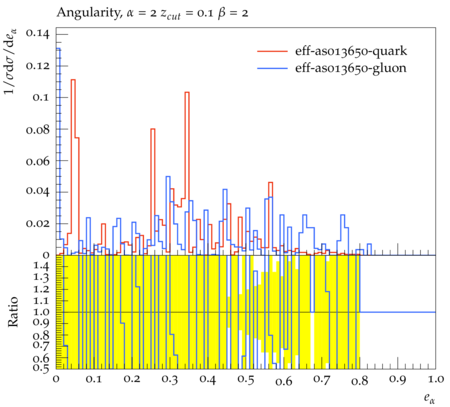 Angularity, α = 2 z_cut = 0.1 β = 2
1/σdσ/de_α
0.14
0.12
0.1
0.08
0.06
0.04
0.02
0
eff-as013650-quark
eff-as013650-gluon
Ratio
1.4
1.3
1.2
1.1
1.0
0.9
0.8
0.7
0.6
0.5
0 0.1 0.2 0.3 0.4 0.5 0.6 0.7 0.8 0.9 1.0
e_α